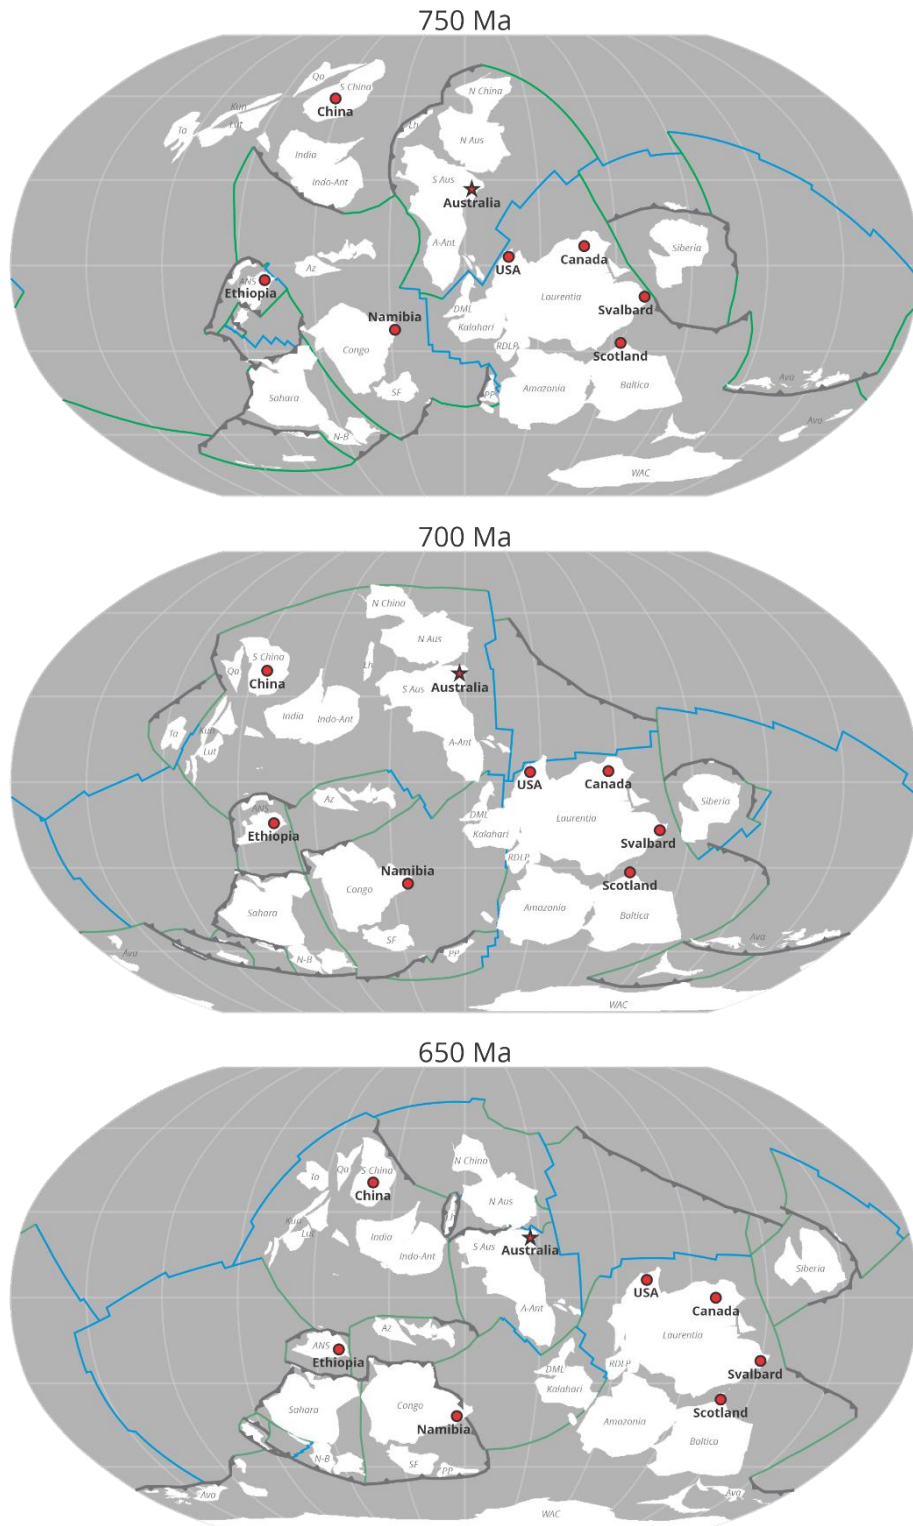 750 Ma
Qa
S China
China
N China
Kun
Lut
Ta
Lh
N Aus
India
Indo-Ant
S Aus
Australia
A-Ant
Siberia
Canada
USA
Az
ANS
Ethiopia
Laurentia
Svalbard
DML
Kalahari
Namibia
Congo
RDLP
Scotland
SF
PP
Amazonia
Baltica
Ava
Sahara
N-B
Ava
WAC
700 Ma
N China
N Aus
S China
Qa
China
Lh
S Aus
Australia
India
Indo-Ant
Kun
Ta
Lut
A-Ant
USA
Canada
Az
ANS
Ethiopia
DML
Kalahari
Laurentia
Siberia
Svalbard
RDLP
Namibia
Congo
Scotland
Sahara
Amazonia
Baltica
SF
Ava
PP
N-B
Ava
WAC
650 Ma
N China
Qa
S China
Ta
China
N Aus
Kun
Lut
India
Indo-Ant
S Aus
Australia
Siberia
USA
Canada
A-Ant
Az
ANS
Ethiopia
Laurentia
RDLP
DML
Kalahari
Svalbard
Sahara
Congo
Namibia
Scotland
Amazonia
Baltica
N-B
SF
PP
Ava
Ava
WAC